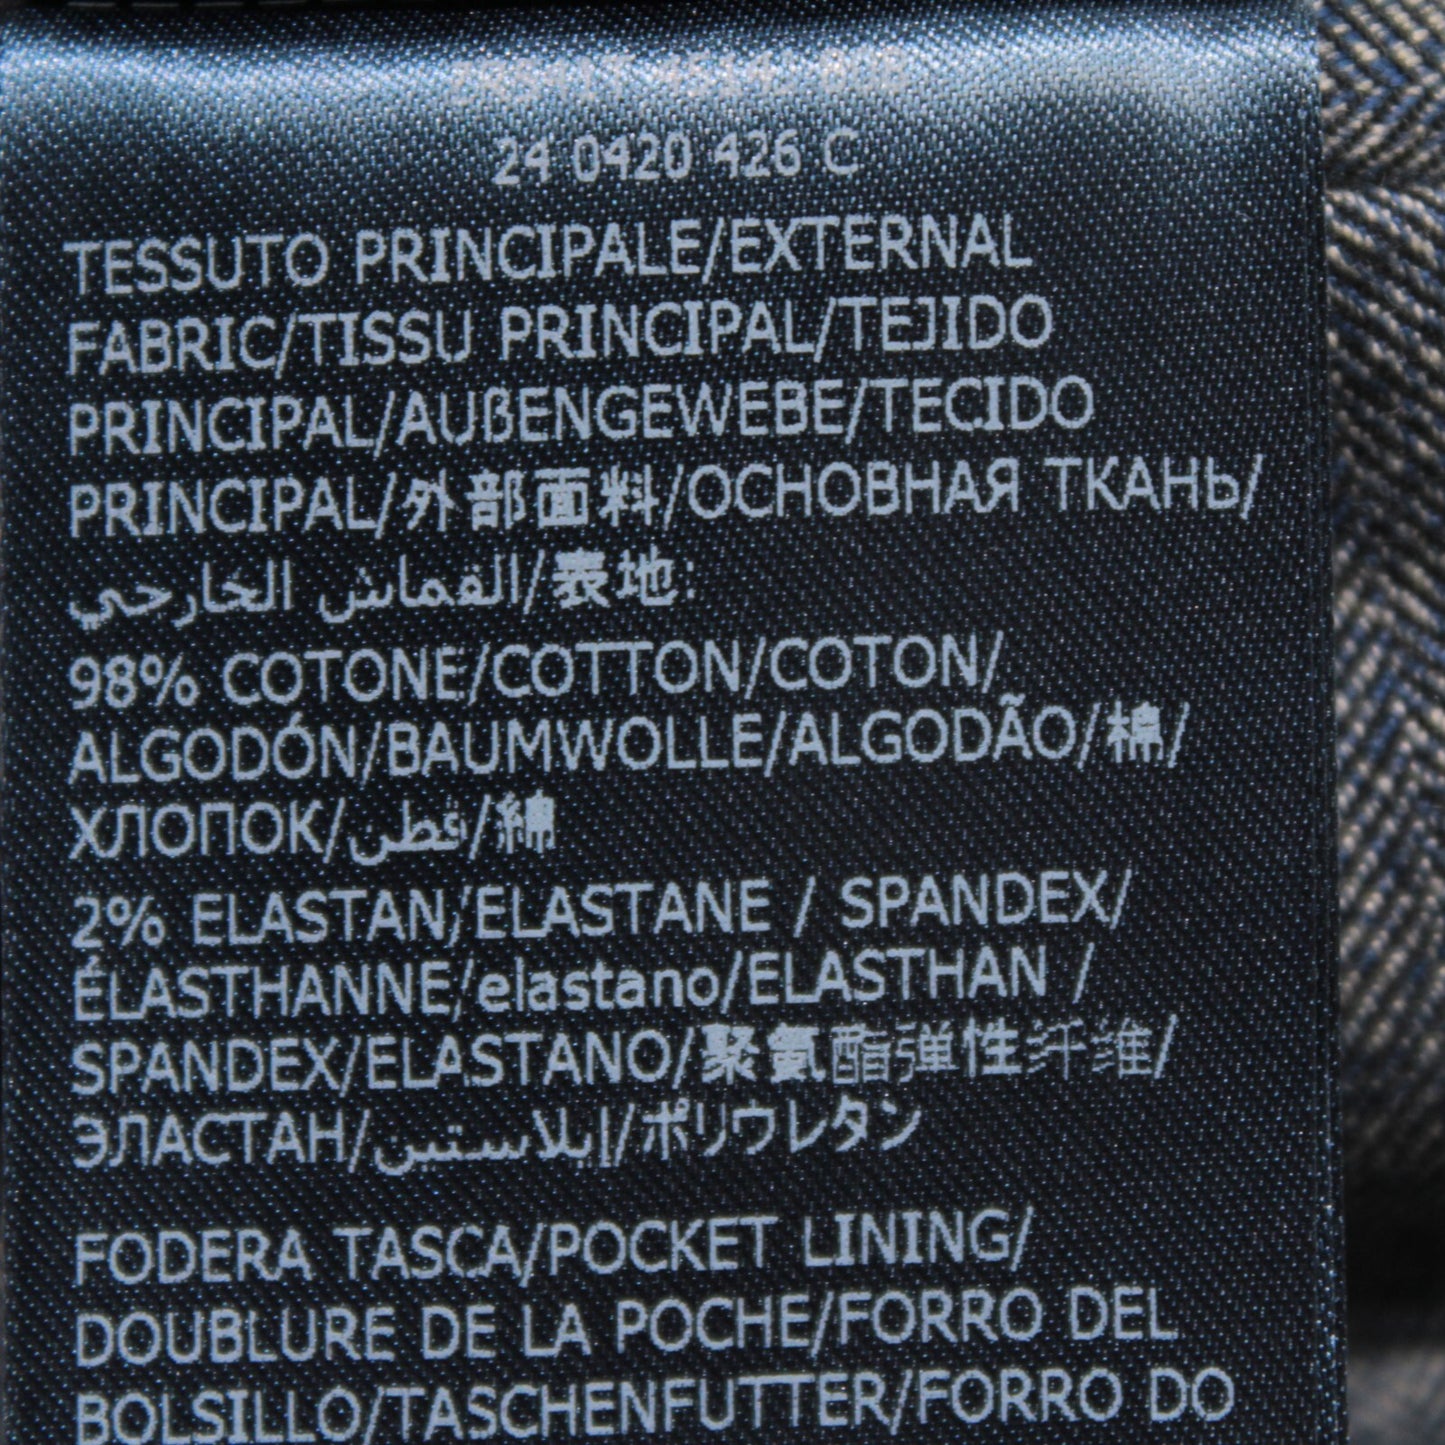 24 0420 426 C
TESSUTO PRINCIPALE/EXTERNAL
FABRIC/TISSU PRINCIPAL/TEJIDO
PRINCIPAL/AUßENGEWEBE/TECIDO
PRINCIPAL/外部面料/ОСНОВНАЯ ТКАНЬ/
القماش الخارجي/表地:
98% COTONE/COTTON/COTON/
ALGODÓN/BAUMWOLLE/ALGODÃO/棉/
ХЛОПОК/قطن/綿
2% ELASTAN/ELASTANE / SPANDEX/
ÉLASTHANNE/elastano/ELASTHAN /
SPANDEX/ELASTANO/聚氨酯弹性纤维/
ЭЛАСТАН/إيلاستين/ポリウレタン
FODERA TASCA/POCKET LINING/
DOUBLURE DE LA POCHE/FORRO DEL
BOLSILLO/TASCHENFUTTER/FORRO DO